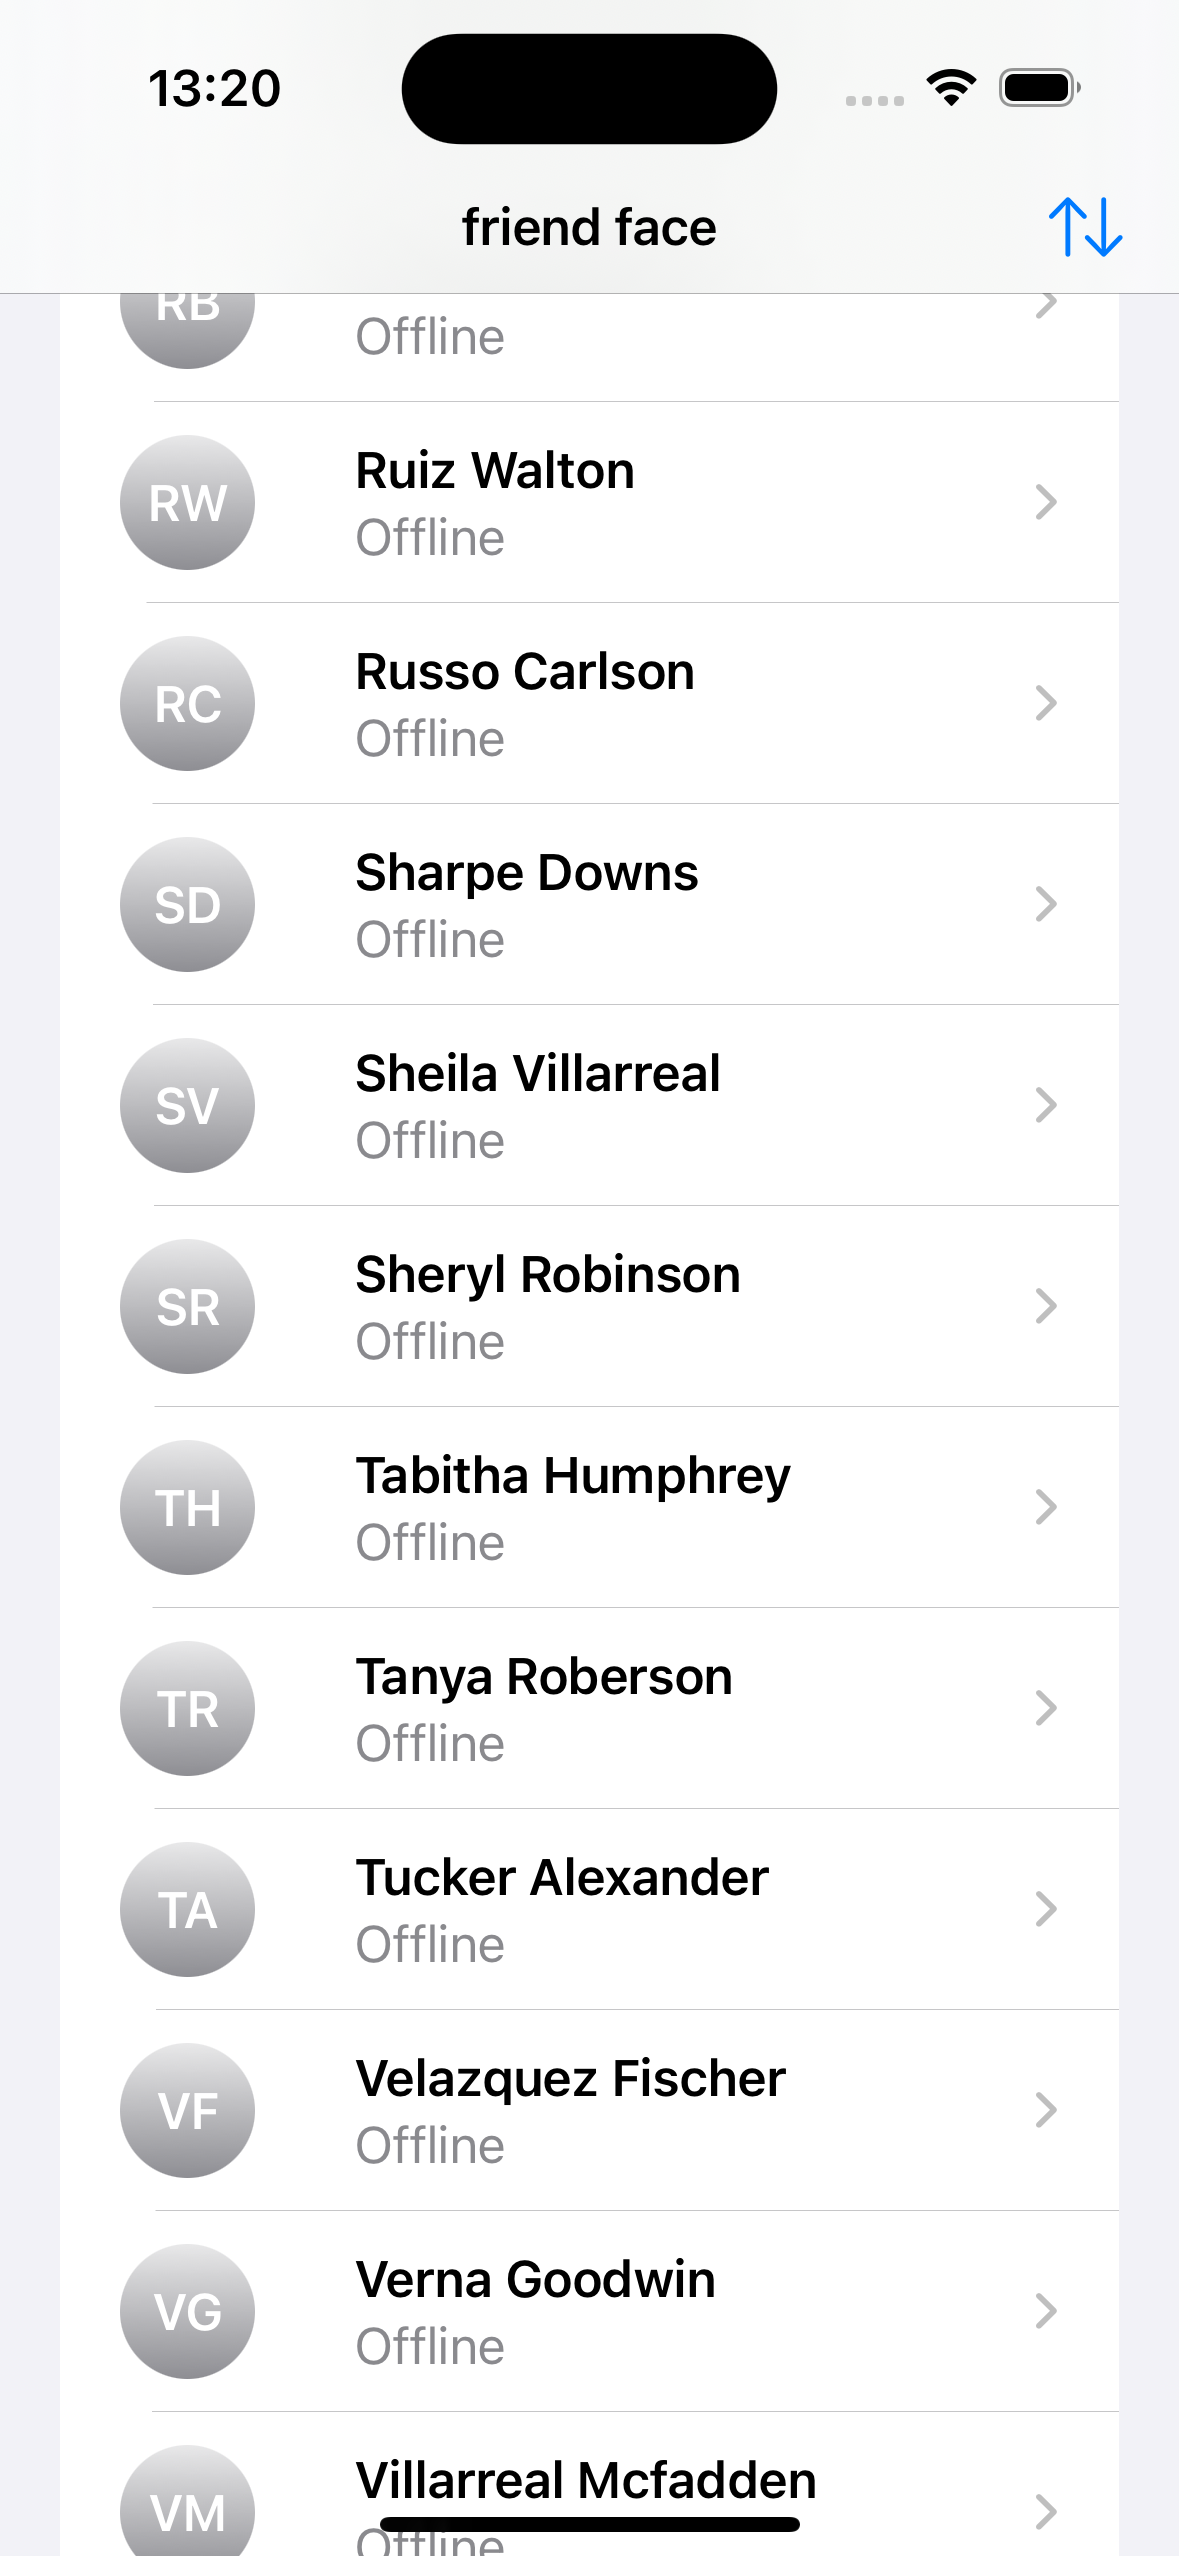 13:20
friend face
RB
Offline
RW
Ruiz Walton
Offline
RC
Russo Carlson
Offline
SD
Sharpe Downs
Offline
SV
Sheila Villarreal
Offline
SR
Sheryl Robinson
Offline
TH
Tabitha Humphrey
Offline
TR
Tanya Roberson
Offline
TA
Tucker Alexander
Offline
VF
Velazquez Fischer
Offline
VG
Verna Goodwin
Offline
VM
Villarreal Mcfadden
Offline